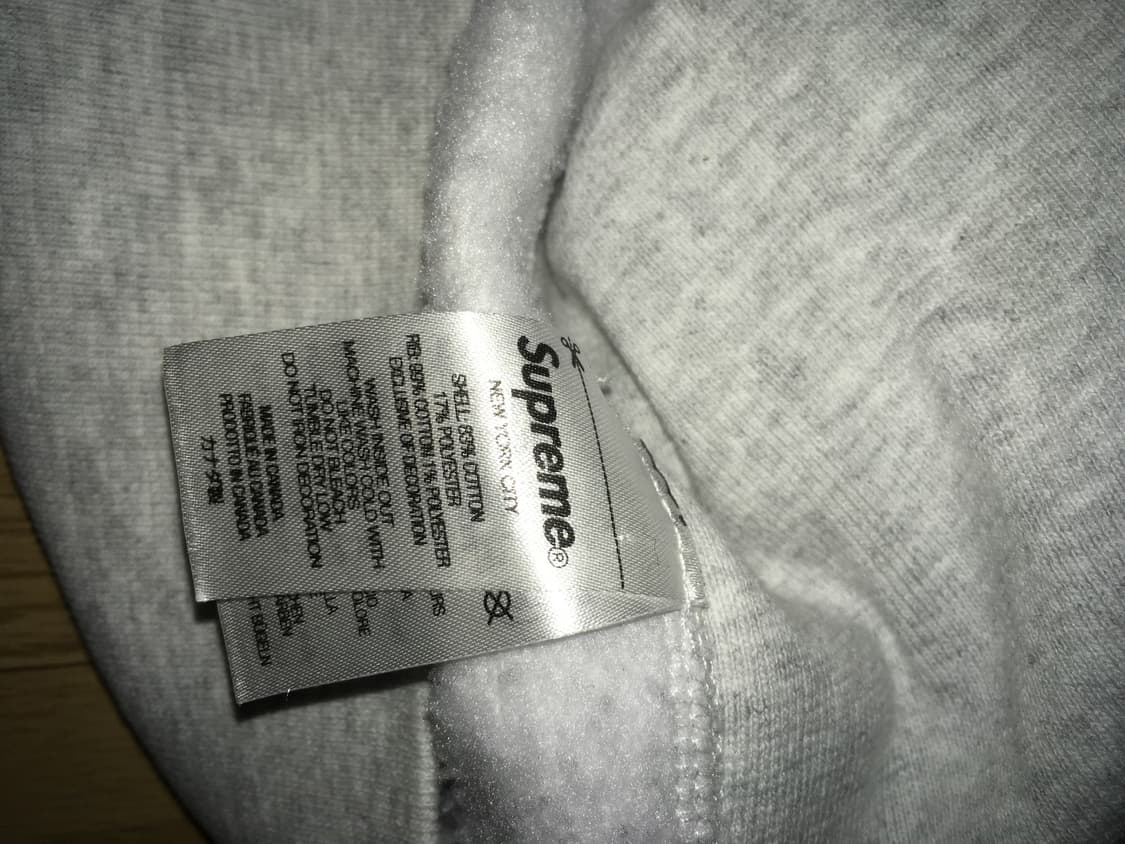 Supreme®
NEW YORK CITY
SHELL: 83% COTTON
17% POLYESTER
RIB: 99% COTTON 1% POLYESTER
EXCLUSIVE OF DECORATION
WASH INSIDE OUT
MACHINE WASH COLD WITH
LIKE COLORS
DO NOT BLEACH
TUMBLE DRY LOW
DO NOT IRON DECORATION
MADE IN CANADA
FABRIQUÉ AU CANADA
PRODOTTO IN CANADA
カナダ製